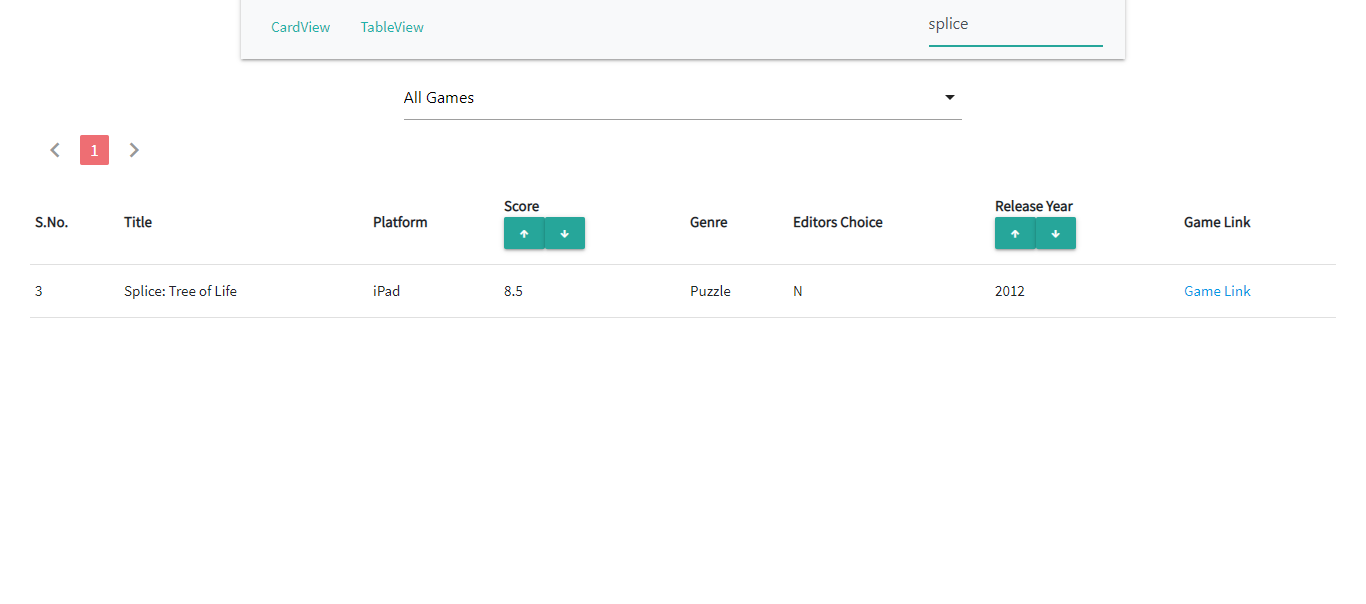 CardView TableView splice
All Games
1
S.No. Title Platform Score Genre Editors Choice Release Year Game Link
3 Splice: Tree of Life iPad 8.5 Puzzle N 2012 Game Link